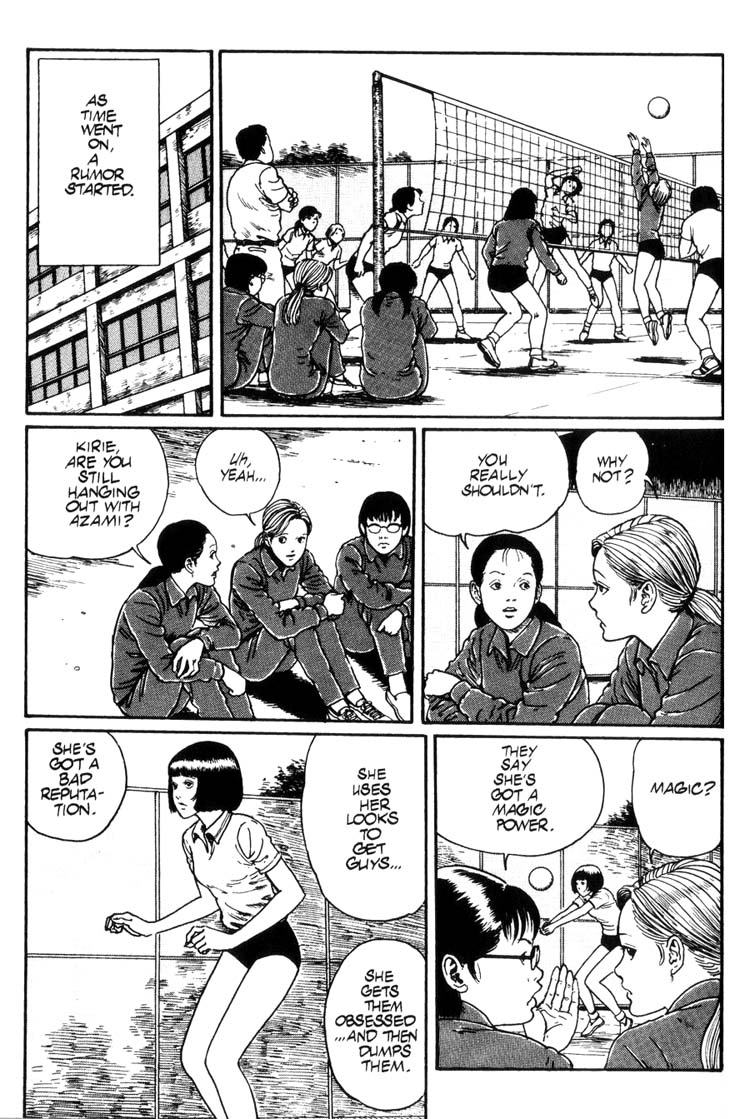 AS
TIME
WENT
ON,
A
RUMOR
STARTED.
KIRIE,
ARE YOU
STILL
HANGING
OUT WITH
AZAMI?
Uh,
YEAH...
YOU
REALLY
SHOULDN'T.
WHY
NOT?
SHE'S
GOT A
BAD
REPUTA-
TION.
SHE
USES
HER
LOOKS
TO
GET
GUYS...
SHE
GETS
THEM
OBSESSED
...AND THEN
DUMPS
THEM.
THEY
SAY
SHE'S
GOT A
MAGIC
POWER.
MAGIC?